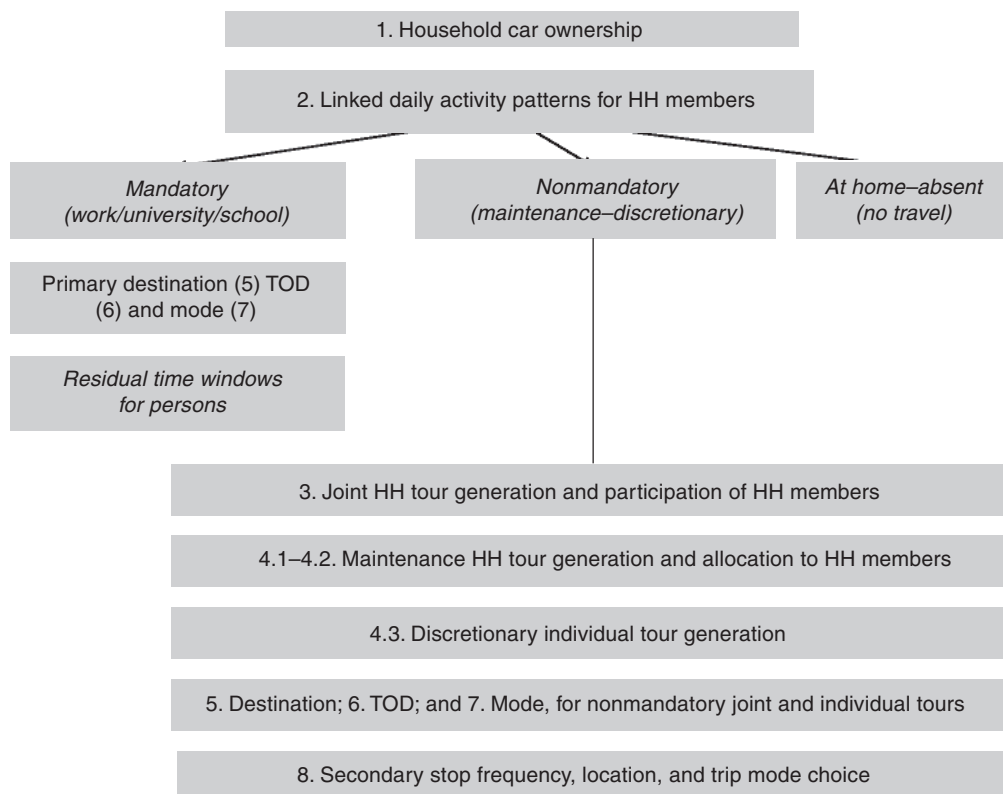 1. Household car ownership
2. Linked daily activity patterns for HH members
Mandatory
(work/university/school)
Nonmandatory
(maintenance–discretionary)
At home–absent
(no travel)
Primary destination (5) TOD
(6) and mode (7)
Residual time windows
for persons
3. Joint HH tour generation and participation of HH members
4.1–4.2. Maintenance HH tour generation and allocation to HH members
4.3. Discretionary individual tour generation
5. Destination; 6. TOD; and 7. Mode, for nonmandatory joint and individual tours
8. Secondary stop frequency, location, and trip mode choice